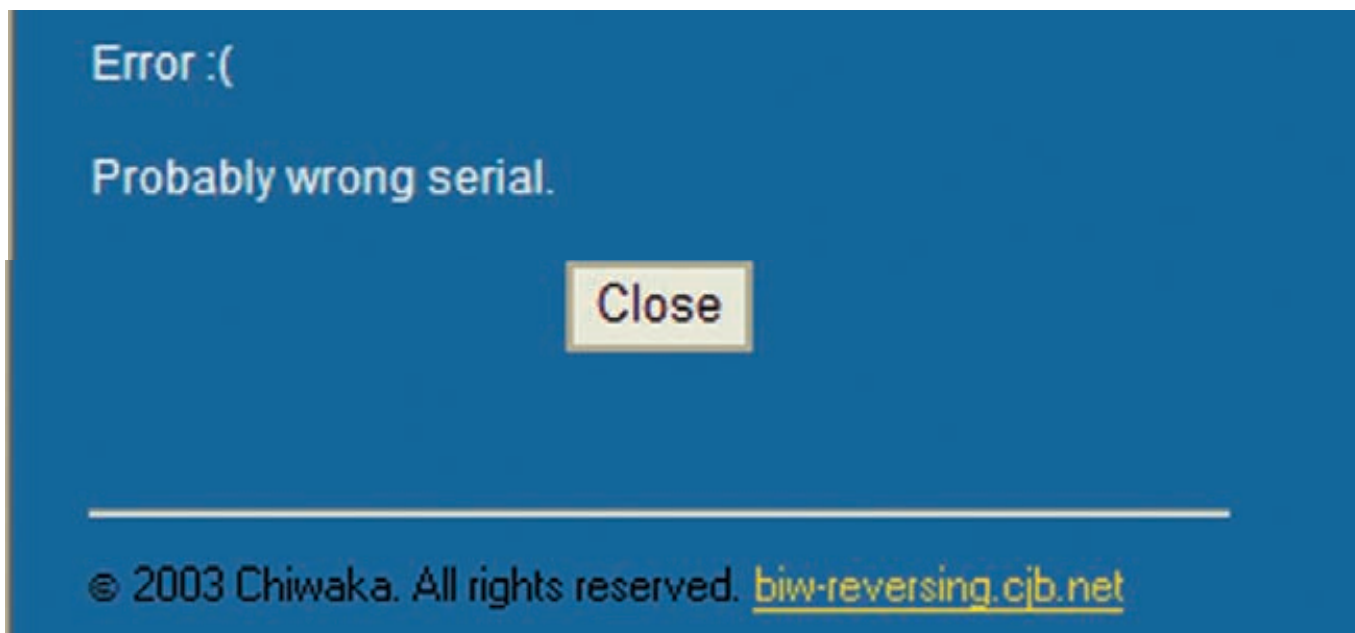 Error :(
Probably wrong serial.
Close
© 2003 Chiwaka. All rights reserved. biw-reversing.cjb.net